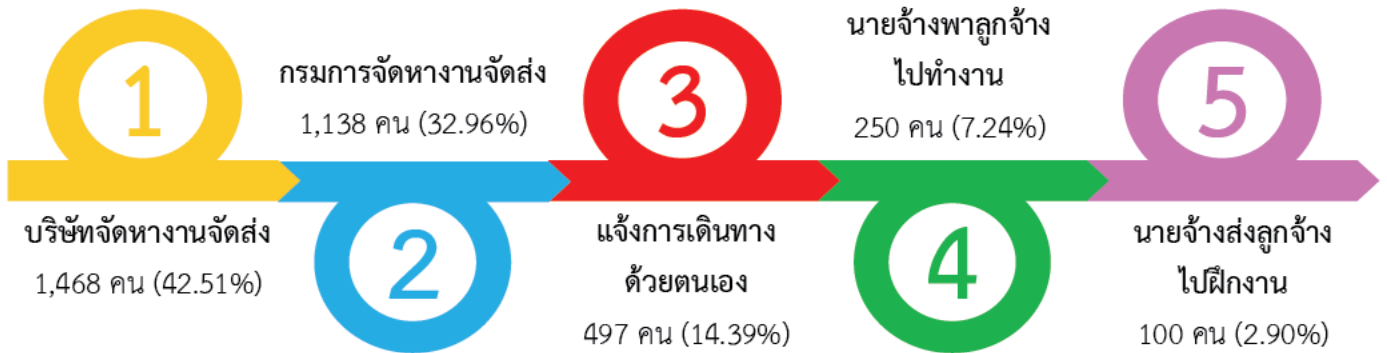 1
บริษัทจัดหางานจัดส่ง
1,468 คน (42.51%)
กรมการจัดหางานจัดส่ง
1,138 คน (32.96%)
2
3
แจ้งการเดินทาง
ด้วยตนเอง
497 คน (14.39%)
นายจ้างพาลูกจ้าง
ไปทำงาน
250 คน (7.24%)
4
5
นายจ้างส่งลูกจ้าง
ไปฝึกงาน
100 คน (2.90%)